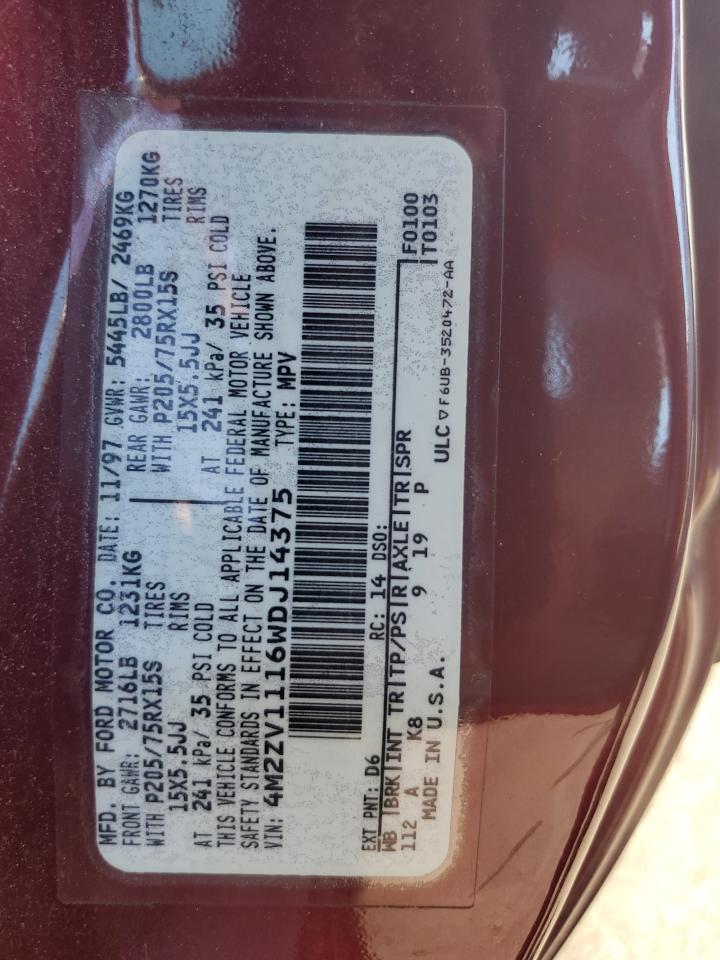 MFD. BY FORD MOTOR CO. DATE: 11/97 GVWR: 5445LB/ 2469KG
FRONT GAWR: 2716LB 1231KG REAR GAWR: 2800LB 1270KG
WITH P205/75RX15S TIRES WITH P205/75RX15S TIRES
15X5.5JJ RIMS 15X5.5JJ RIMS
AT 241 kPa/ 35 PSI COLD AT 241 kPa/ 35 PSI COLD
THIS VEHICLE CONFORMS TO ALL APPLICABLE FEDERAL MOTOR VEHICLE
SAFETY STANDARDS IN EFFECT ON THE DATE OF MANUFACTURE SHOWN ABOVE.
VIN: 4M2ZV1116WDJ14375 TYPE: MPV
EXT PNT: D6 RC: 14 DSO:
WB |BRK|INT TR|TP/PS|R|AXLE|TR|SPR F0100
112 A K8 9 19 P T0103
MADE IN U.S.A. ULC ▽ F6UB-3520472-AA